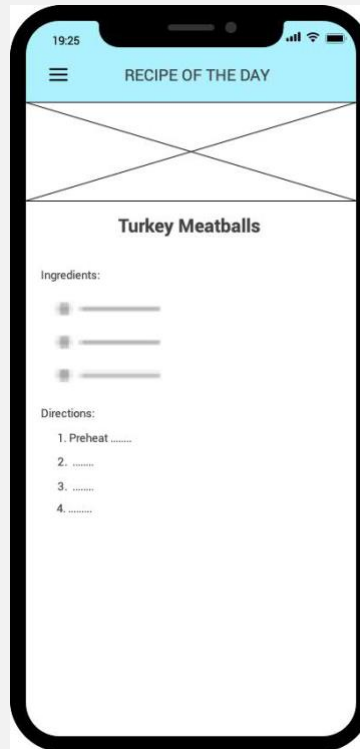 19:25
RECIPE OF THE DAY
Turkey Meatballs
Ingredients:
Directions:
1. Preheat ........
2. ........
3. ........
4. .........